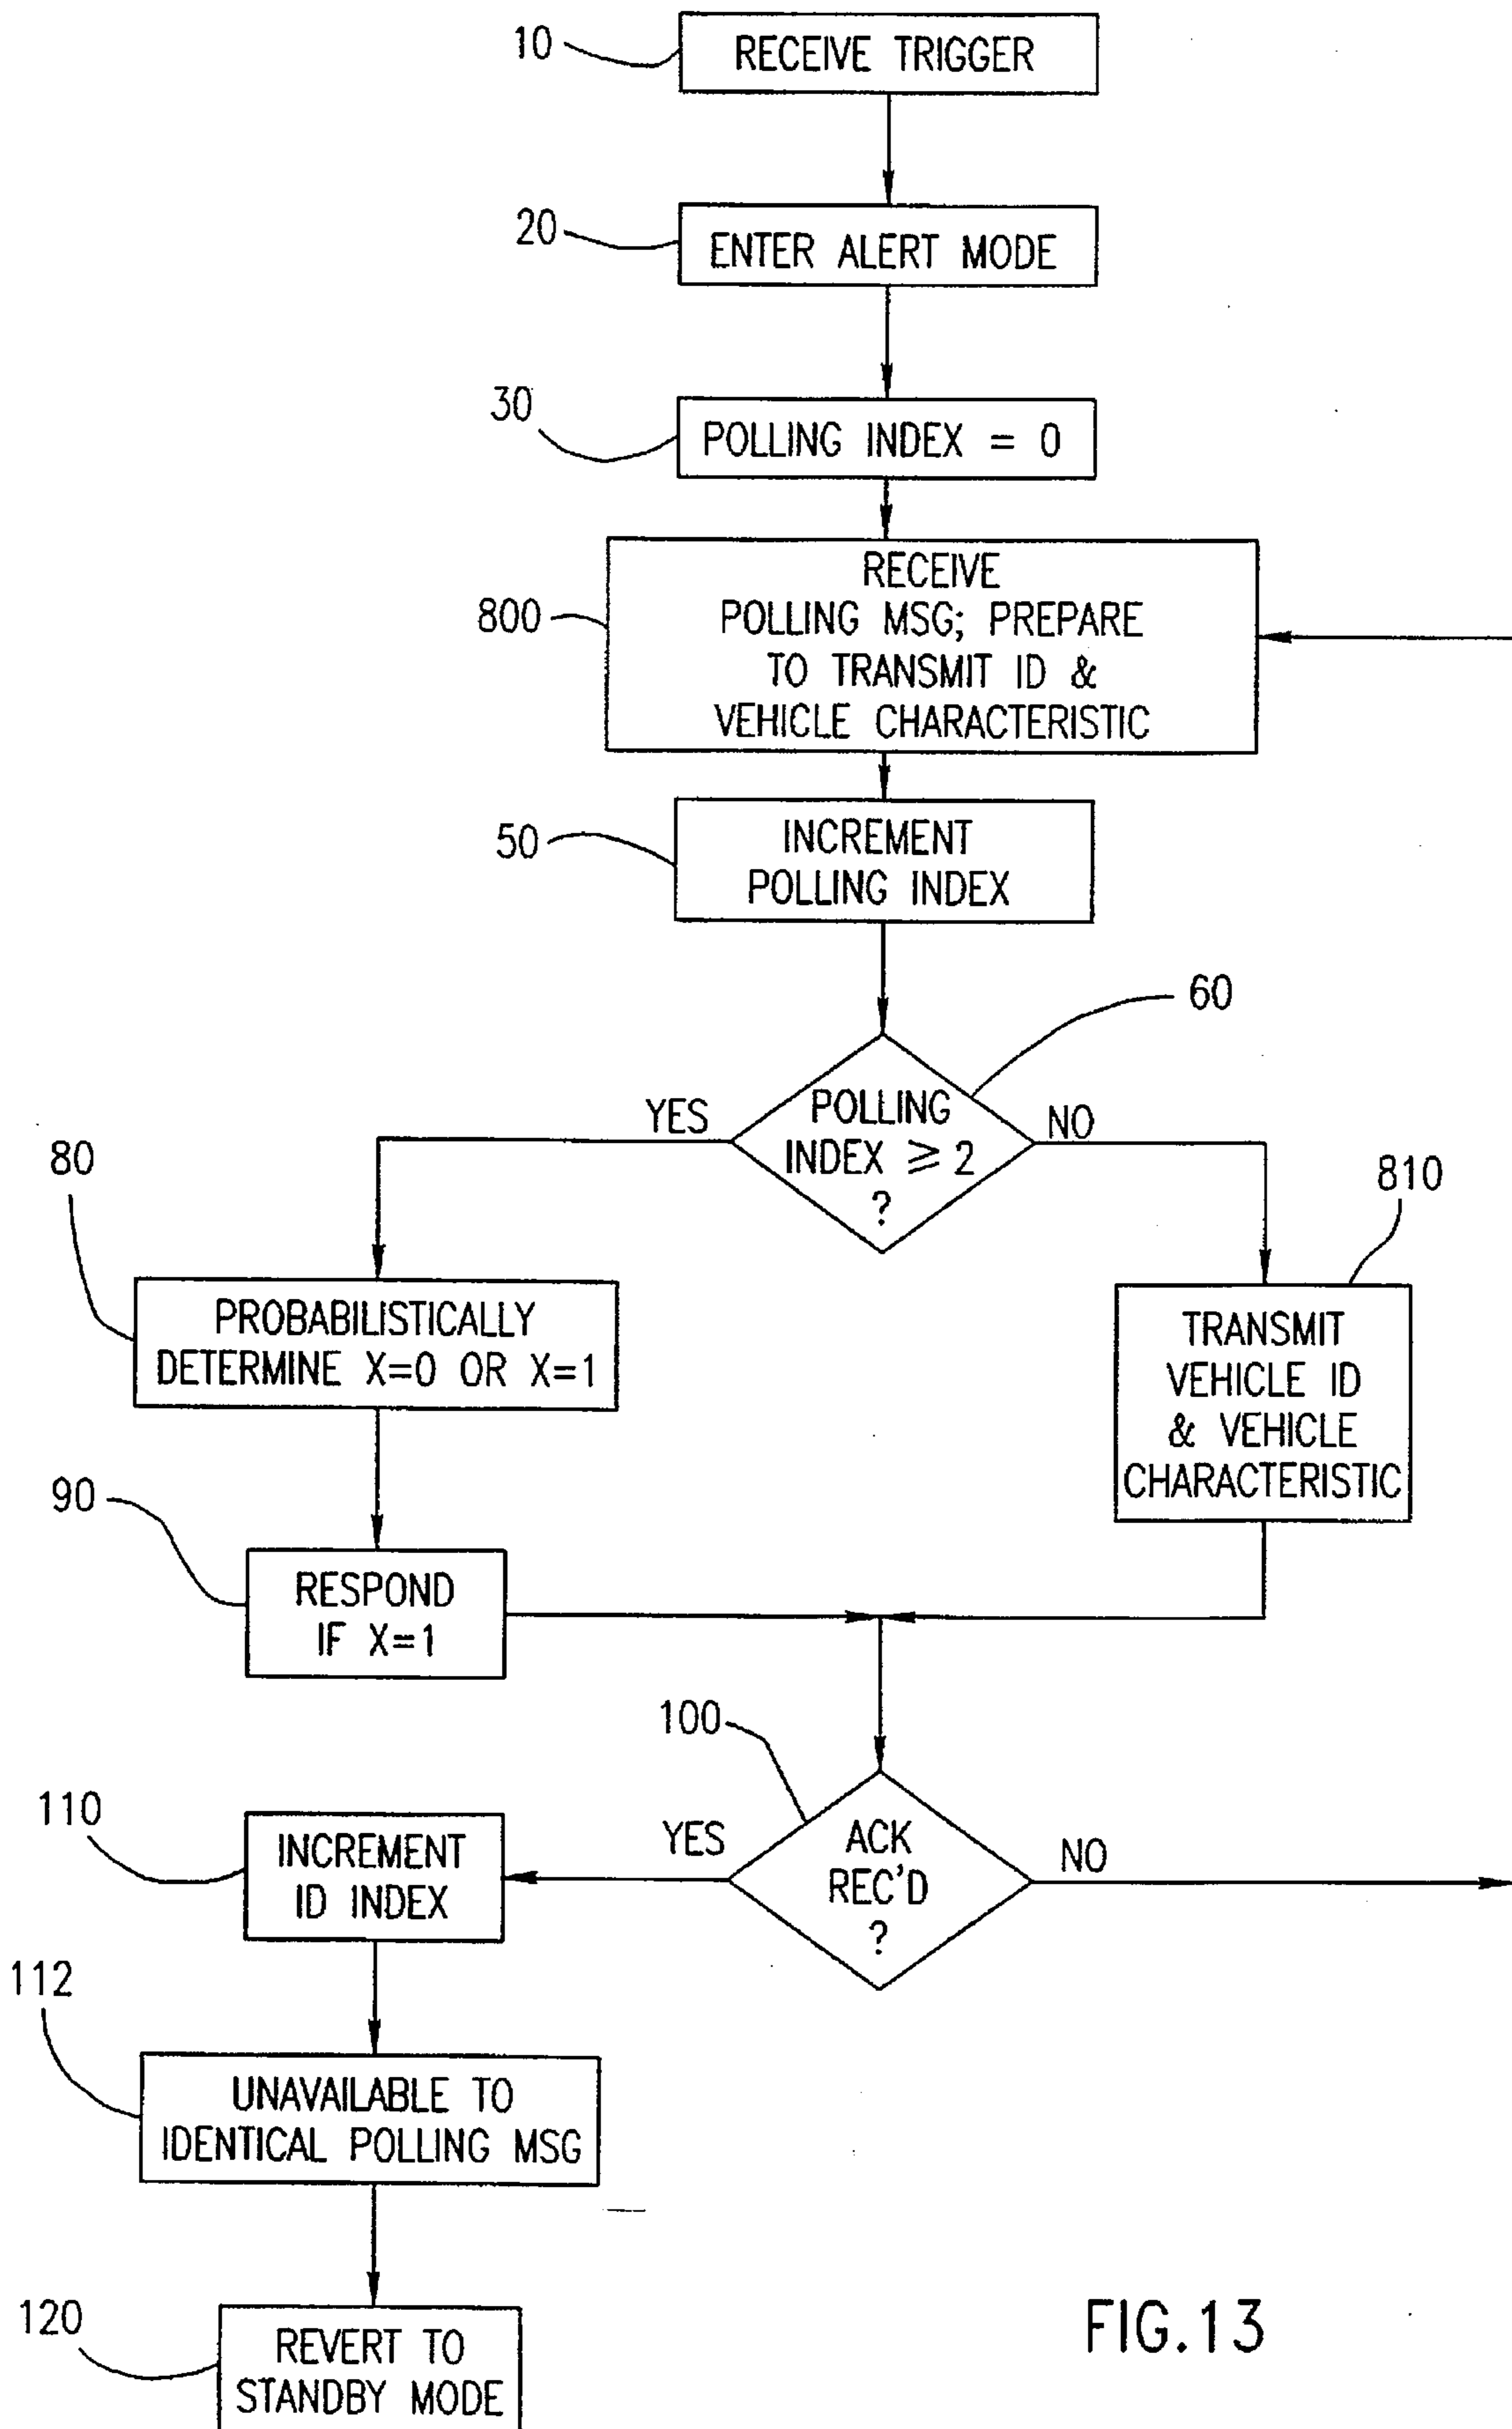 10
RECEIVE TRIGGER
20
ENTER ALERT MODE
30
POLLING INDEX = 0
800
RECEIVE
POLLING MSG; PREPARE
TO TRANSMIT ID &
VEHICLE CHARACTERISTIC
50
INCREMENT
POLLING INDEX
60
POLLING
INDEX ⩾ 2
?
YES
NO
80
PROBABILISTICALLY
DETERMINE X=0 OR X=1
810
TRANSMIT
VEHICLE ID
& VEHICLE
CHARACTERISTIC
90
RESPOND
IF X=1
100
ACK
REC'D
?
YES
NO
110
INCREMENT
ID INDEX
112
UNAVAILABLE TO
IDENTICAL POLLING MSG
120
REVERT TO
STANDBY MODE
FIG.13